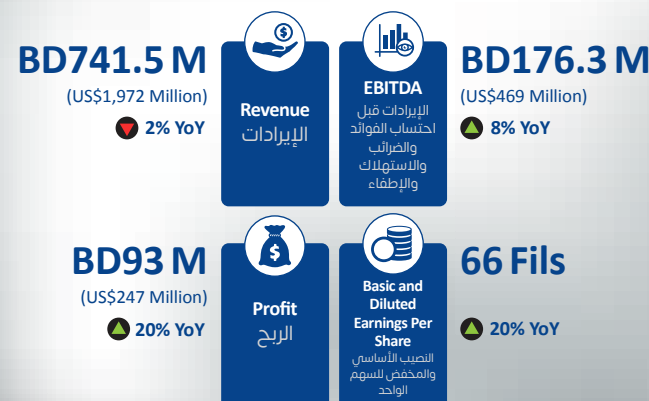 BD741.5 M
(US$1,972 Million)
2% YoY
Revenue
الإيرادات
EBITDA
الإيرادات قبل
احتساب الفوائد
والضرائب
والاستهلاك
والإطفاء
BD176.3 M
(US$469 Million)
8% YoY
BD93 M
(US$247 Million)
20% YoY
$
Profit
الربح
Basic and
Diluted
Earnings Per
Share
النصيب الأساسي
والمخفض للسهم
الواحد
66 Fils
20% YoY